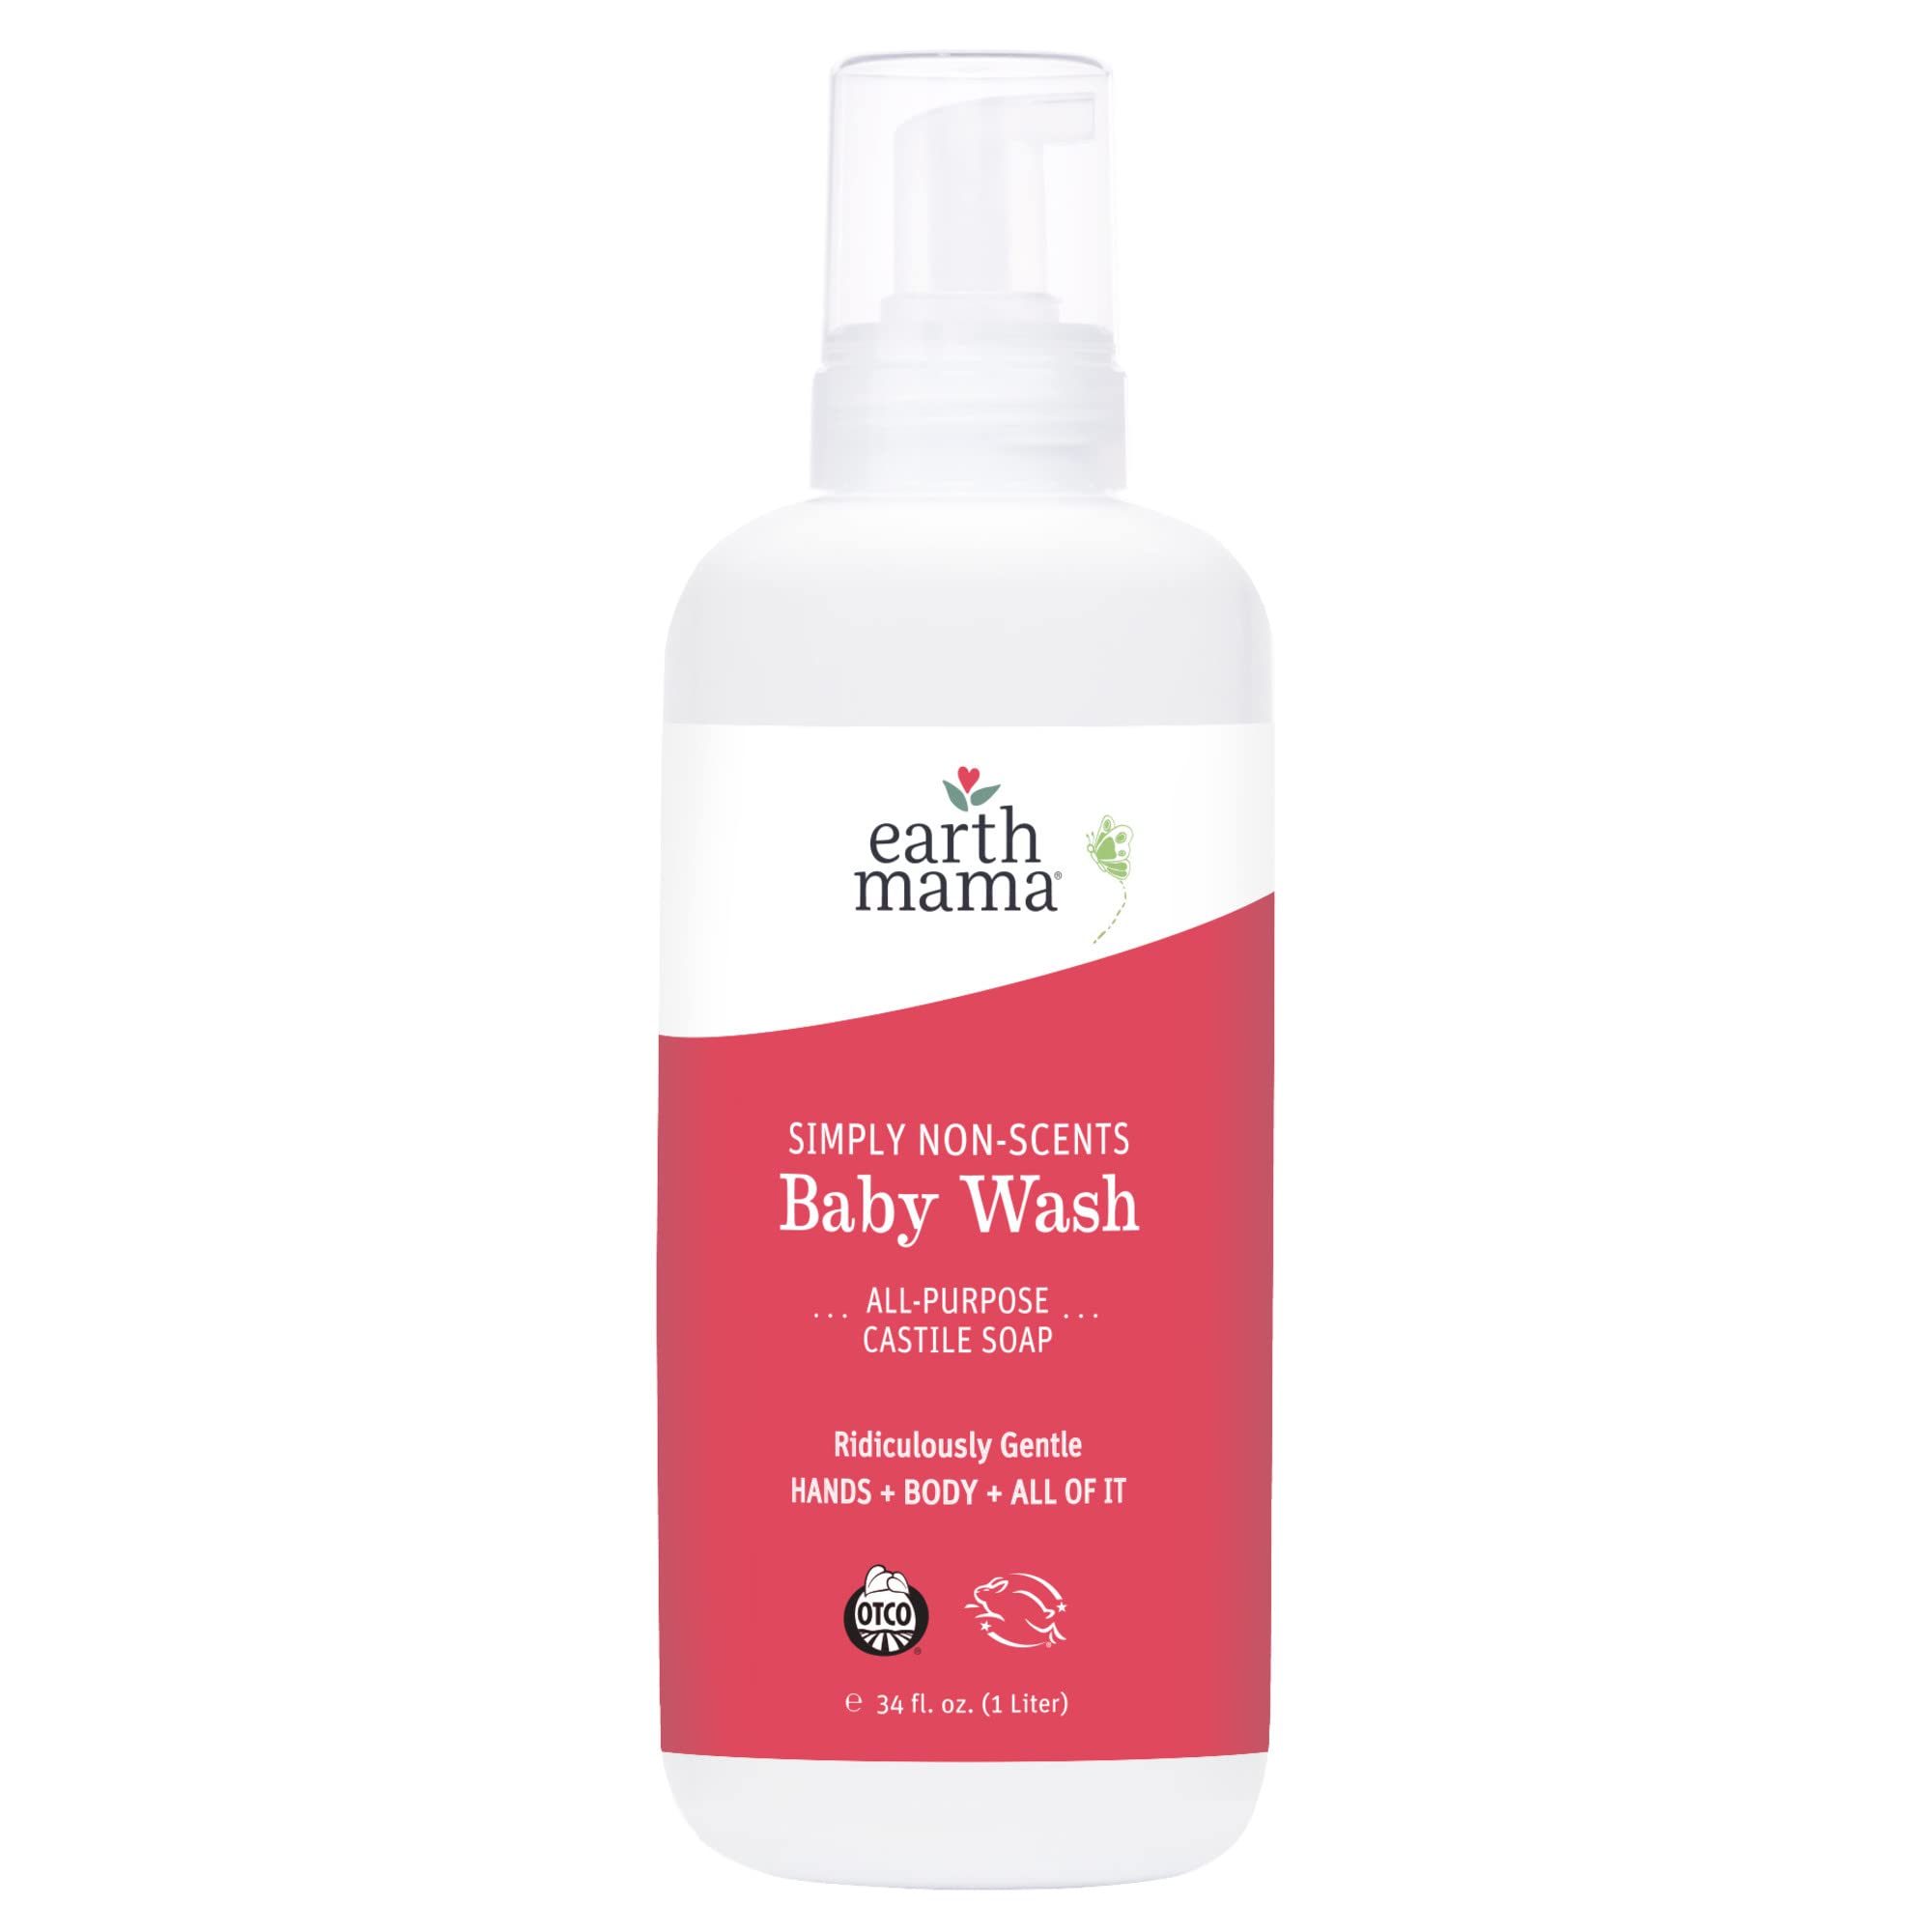 earth
mama®
SIMPLY NON-SCENTS
Baby Wash
... ALL-PURPOSE ...
CASTILE SOAP
Ridiculously Gentle
HANDS + BODY + ALL OF IT
OTCO
℮ 34 fl. oz. (1 Liter)